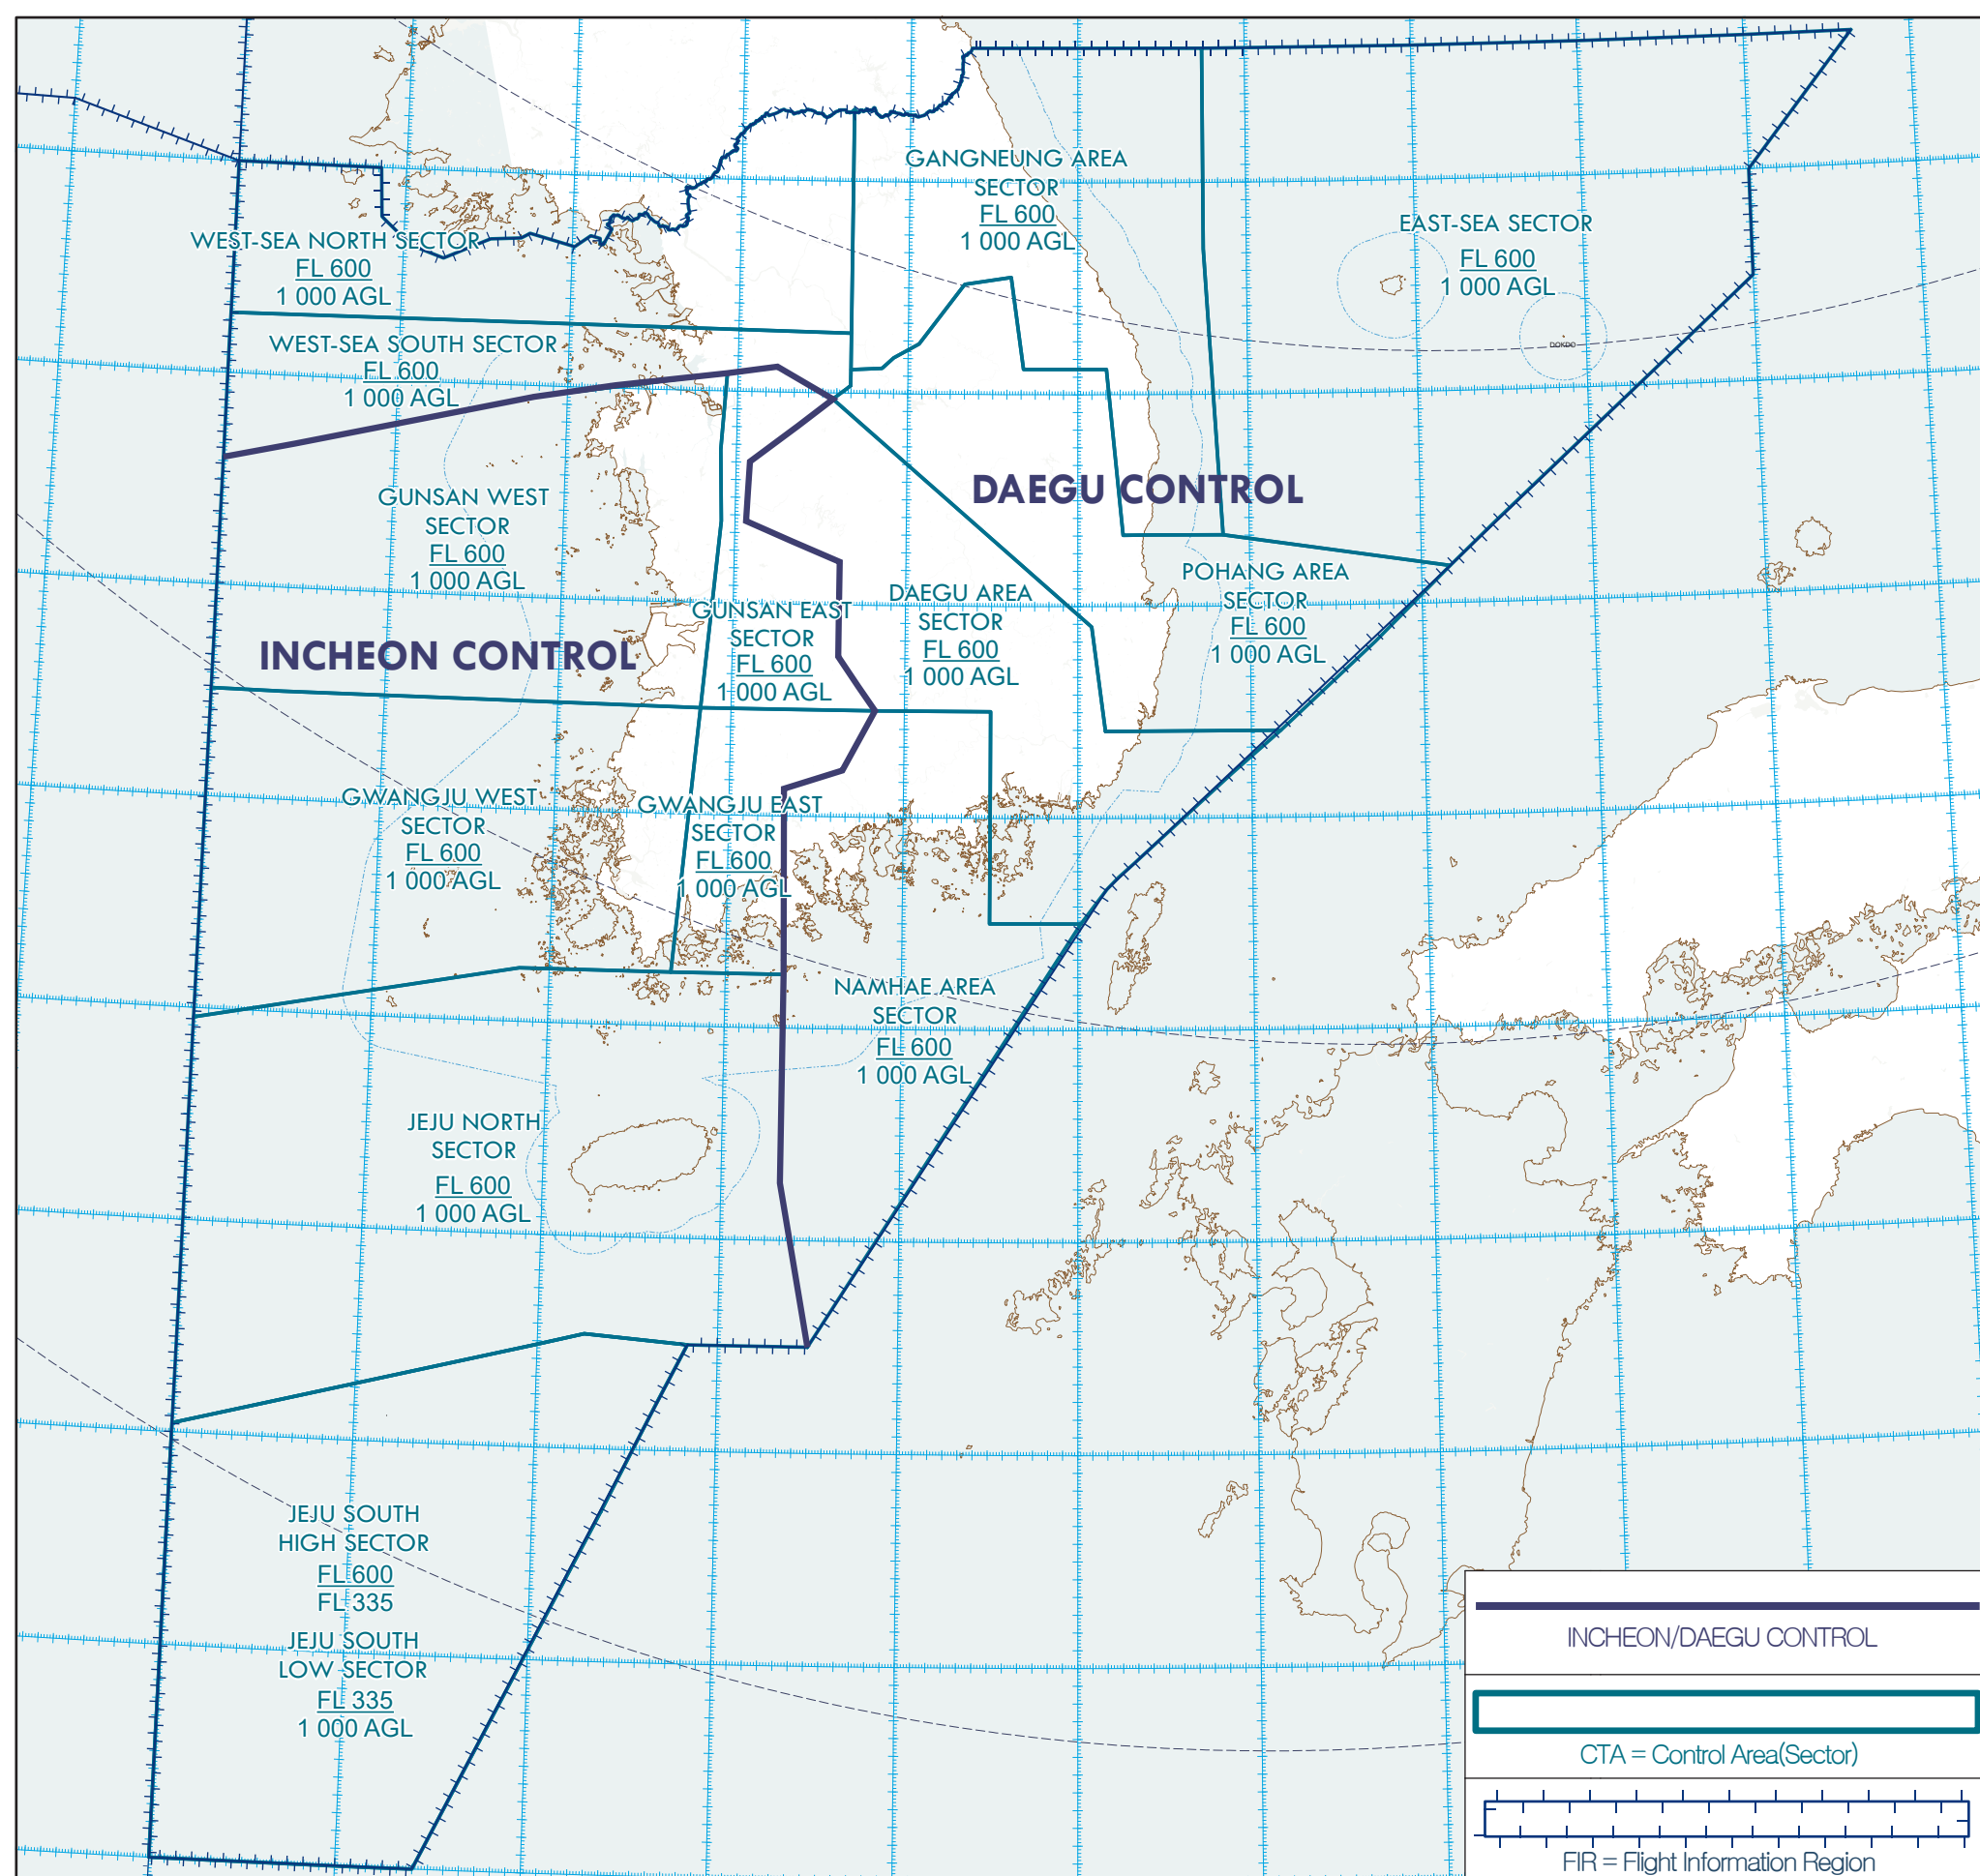 GANGNEUNG AREA
SECTOR
FL 600
1 000 AGL
EAST-SEA SECTOR
FL 600
1 000 AGL
WEST-SEA NORTH SECTOR
FL 600
1 000 AGL
WEST-SEA SOUTH SECTOR
FL 600
1 000 AGL
DOKDO
GUNSAN WEST
SECTOR
FL 600
1 000 AGL
DAEGU CONTROL
INCHEON CONTROL
GUNSAN EAST
SECTOR
FL 600
1 000 AGL
DAEGU AREA
SECTOR
FL 600
1 000 AGL
POHANG AREA
SECTOR
FL 600
1 000 AGL
GWANGJU WEST
SECTOR
FL 600
1 000 AGL
GWANGJU EAST
SECTOR
FL 600
1 000 AGL
NAMHAE AREA
SECTOR
FL 600
1 000 AGL
JEJU NORTH
SECTOR
FL 600
1 000 AGL
JEJU SOUTH
HIGH SECTOR
FL 600
FL 335
JEJU SOUTH
LOW SECTOR
FL 335
1 000 AGL
INCHEON/DAEGU CONTROL
CTA = Control Area(Sector)
FIR = Flight Information Region